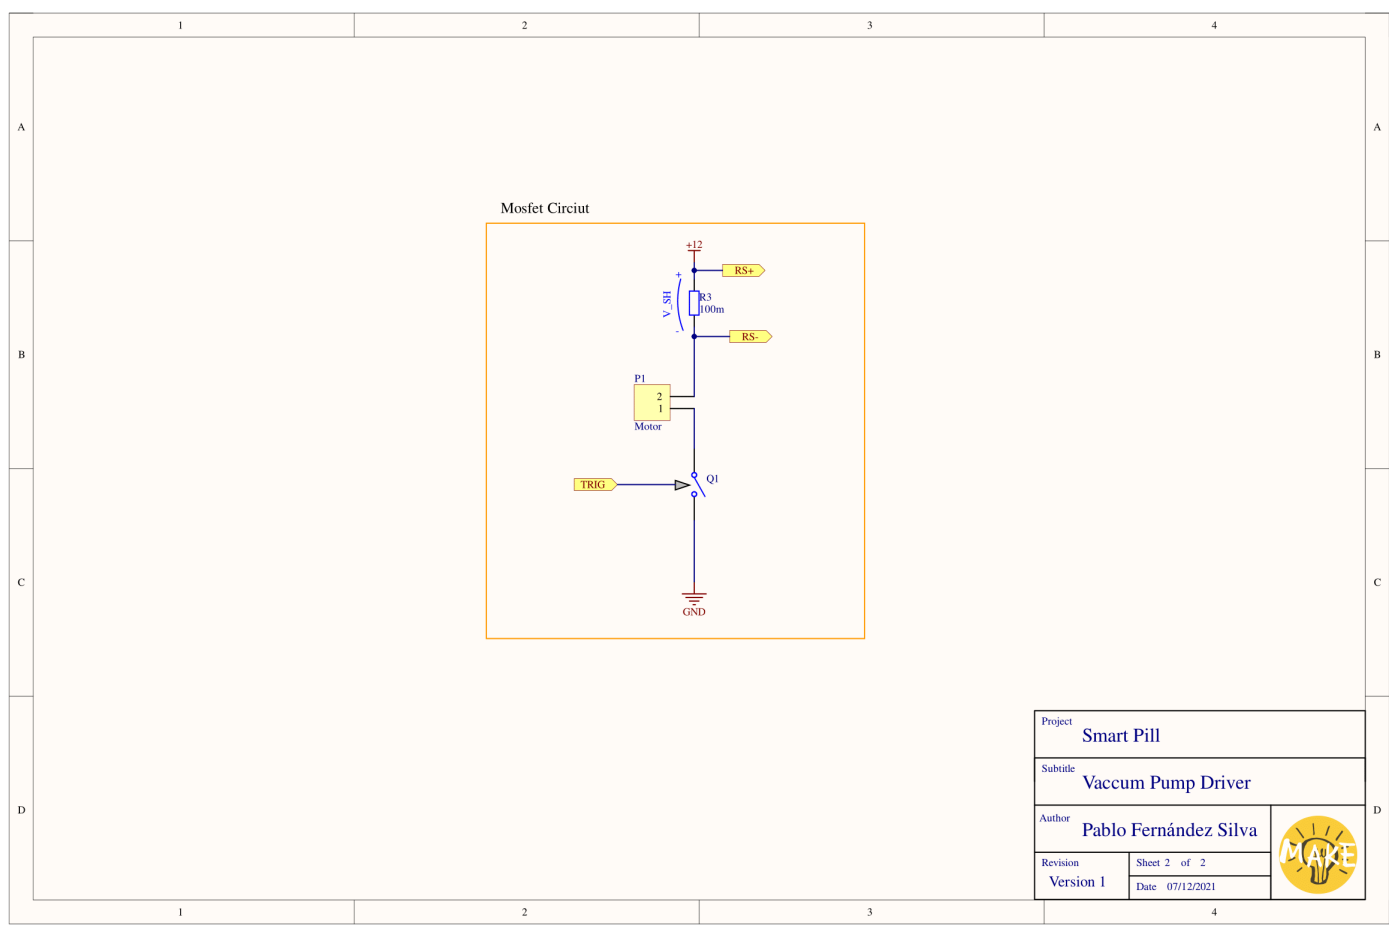 1 2 3 4
A A
Mosfet Circiut
+12
RS+
+
V_SH
R3
100m
-
RS-
B B
P1
2
1
Motor
Q1
TRIG
C C
GND
Project
Smart Pill
Subtitle
Vaccum Pump Driver
D D
Author
Pablo Fernández Silva
MAKE
Revision
Version 1
Sheet 2 of 2
Date 07/12/2021
1 2 3 4